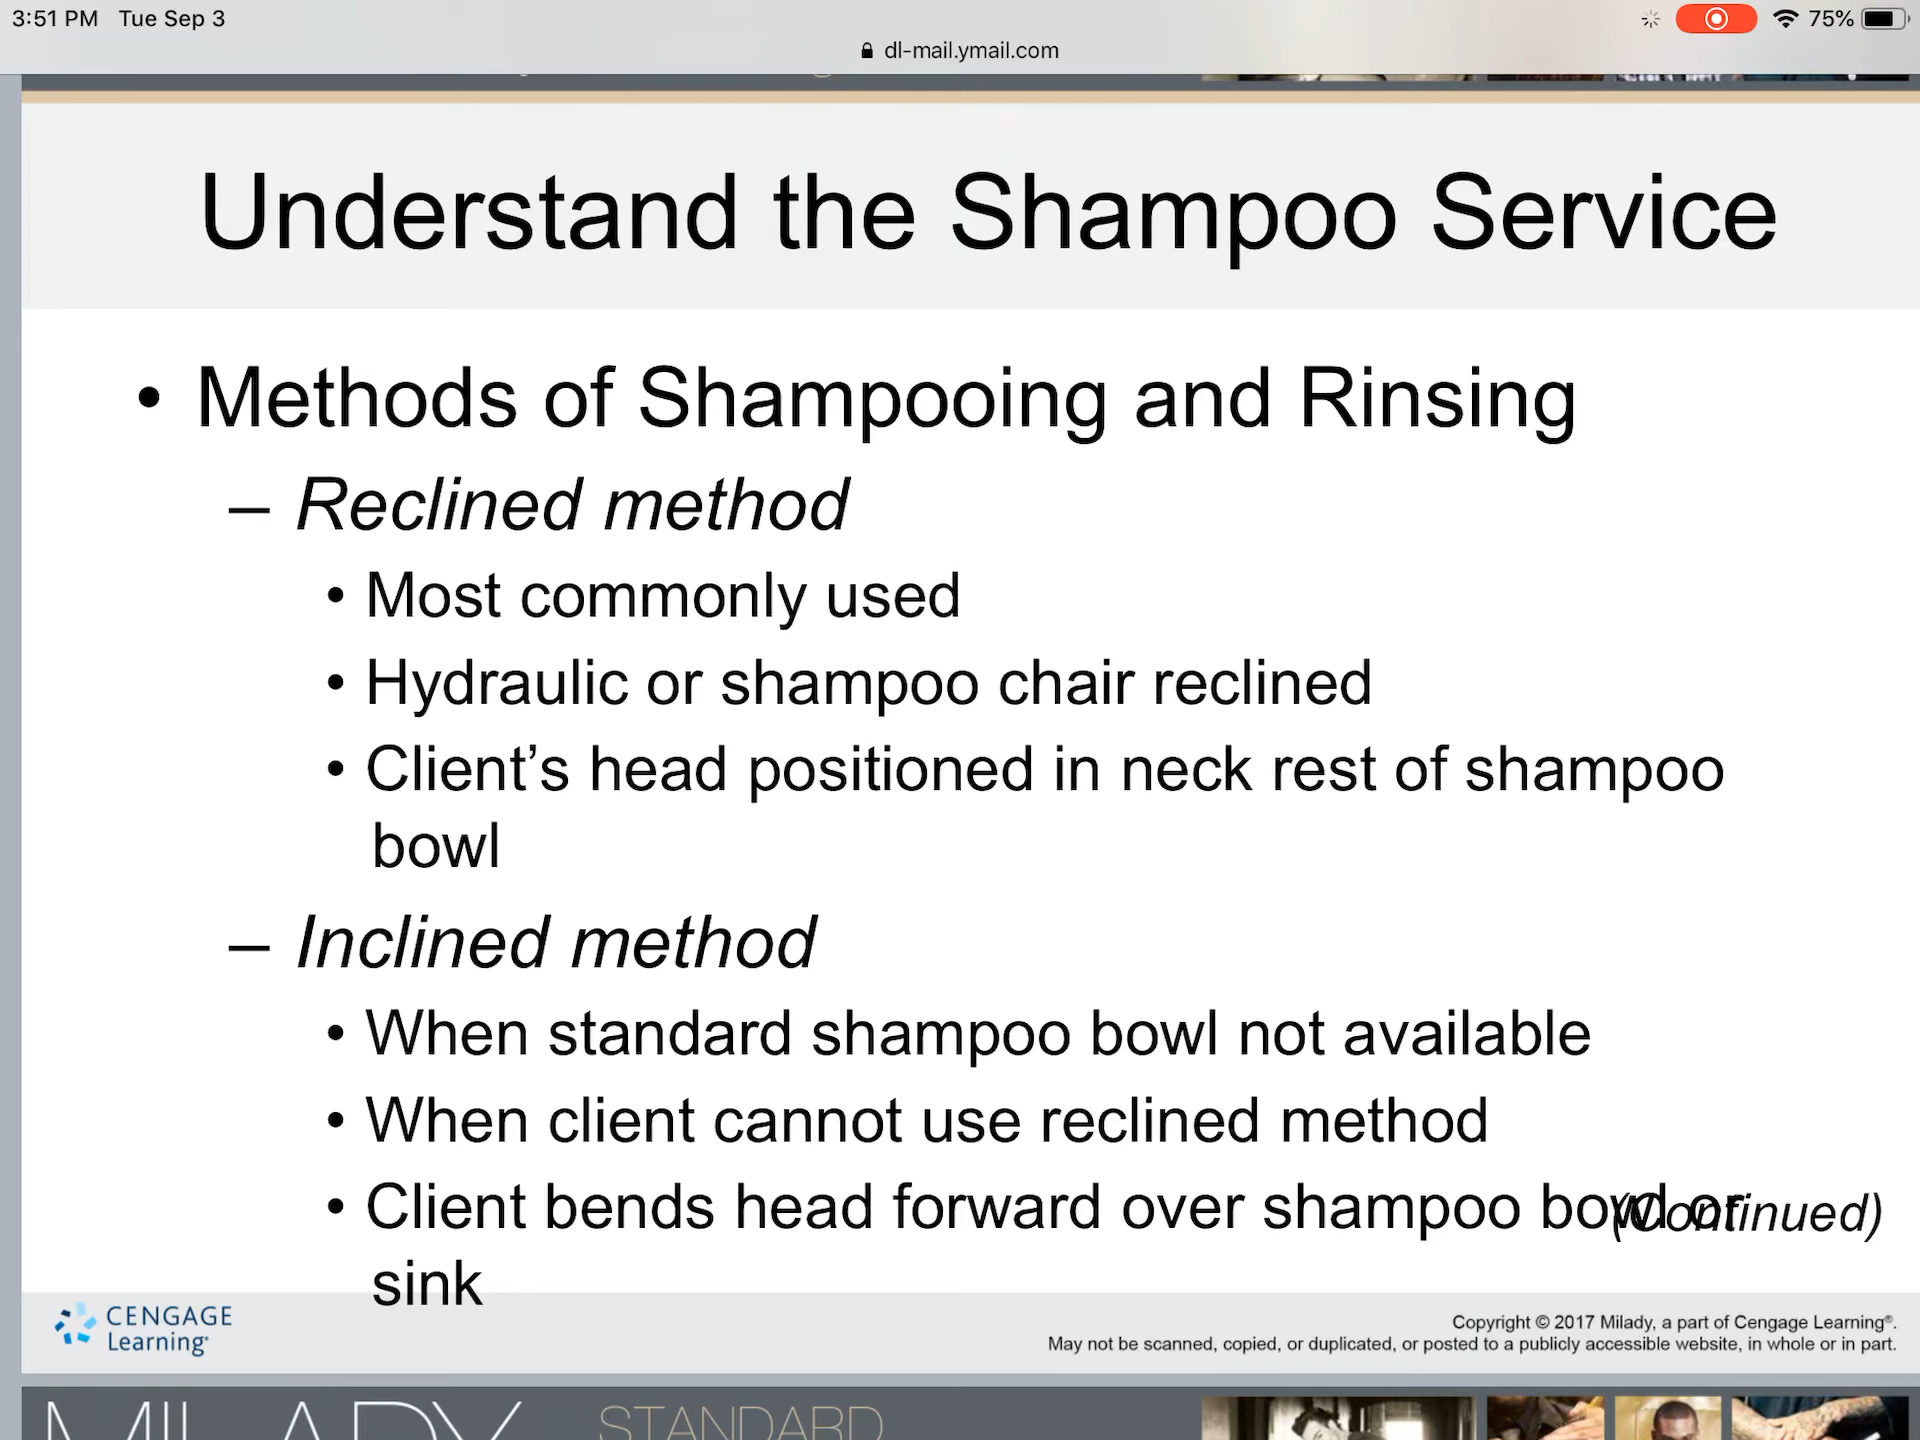 3:51 PM Tue Sep 3
75%
dl-mail.ymail.com
Understand the Shampoo Service
• Methods of Shampooing and Rinsing
– Reclined method
• Most commonly used
• Hydraulic or shampoo chair reclined
• Client’s head positioned in neck rest of shampoo
bowl
– Inclined method
• When standard shampoo bowl not available
• When client cannot use reclined method
• Client bends head forward over shampoo bowl or
(Continued)
sink
CENGAGE
Learning®
Copyright © 2017 Milady, a part of Cengage Learning®.
May not be scanned, copied, or duplicated, or posted to a publicly accessible website, in whole or in part.
MILADY STANDARD